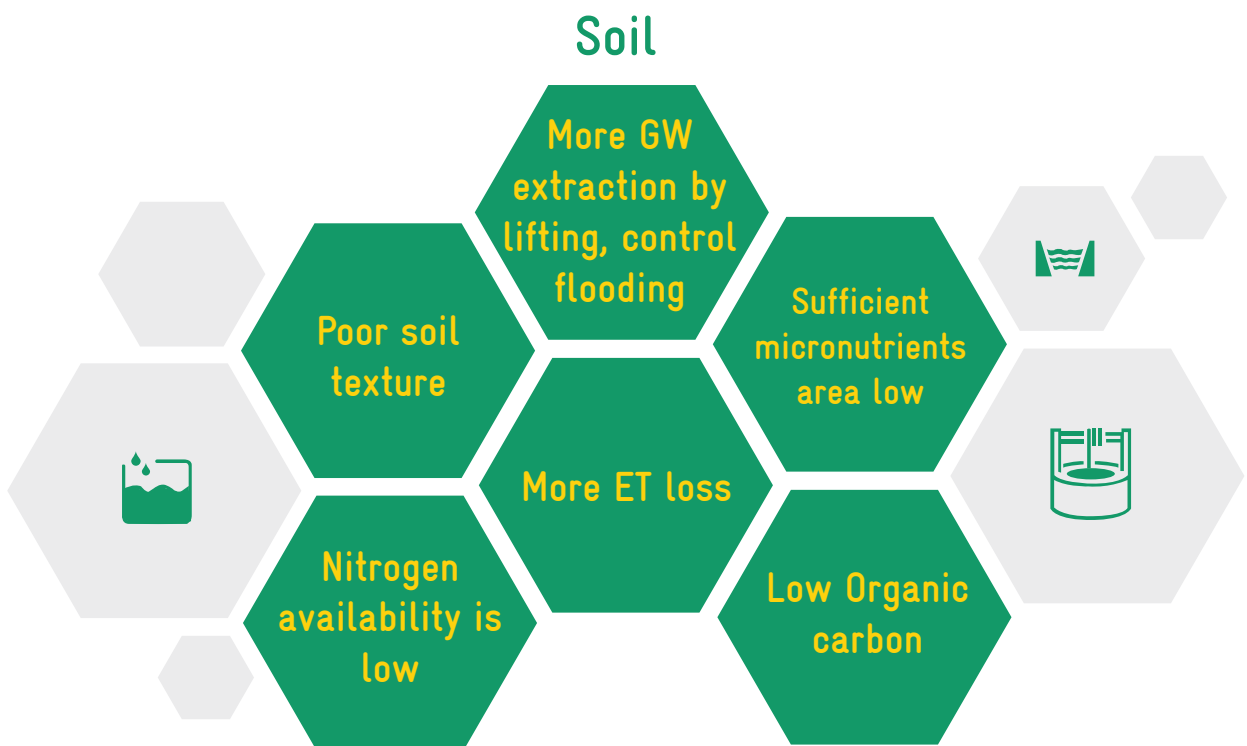 Soil
More GW
extraction by
lifting, control
flooding
Poor soil
texture
Sufficient
micronutrients
area low
More ET loss
Nitrogen
availability is
low
Low Organic
carbon